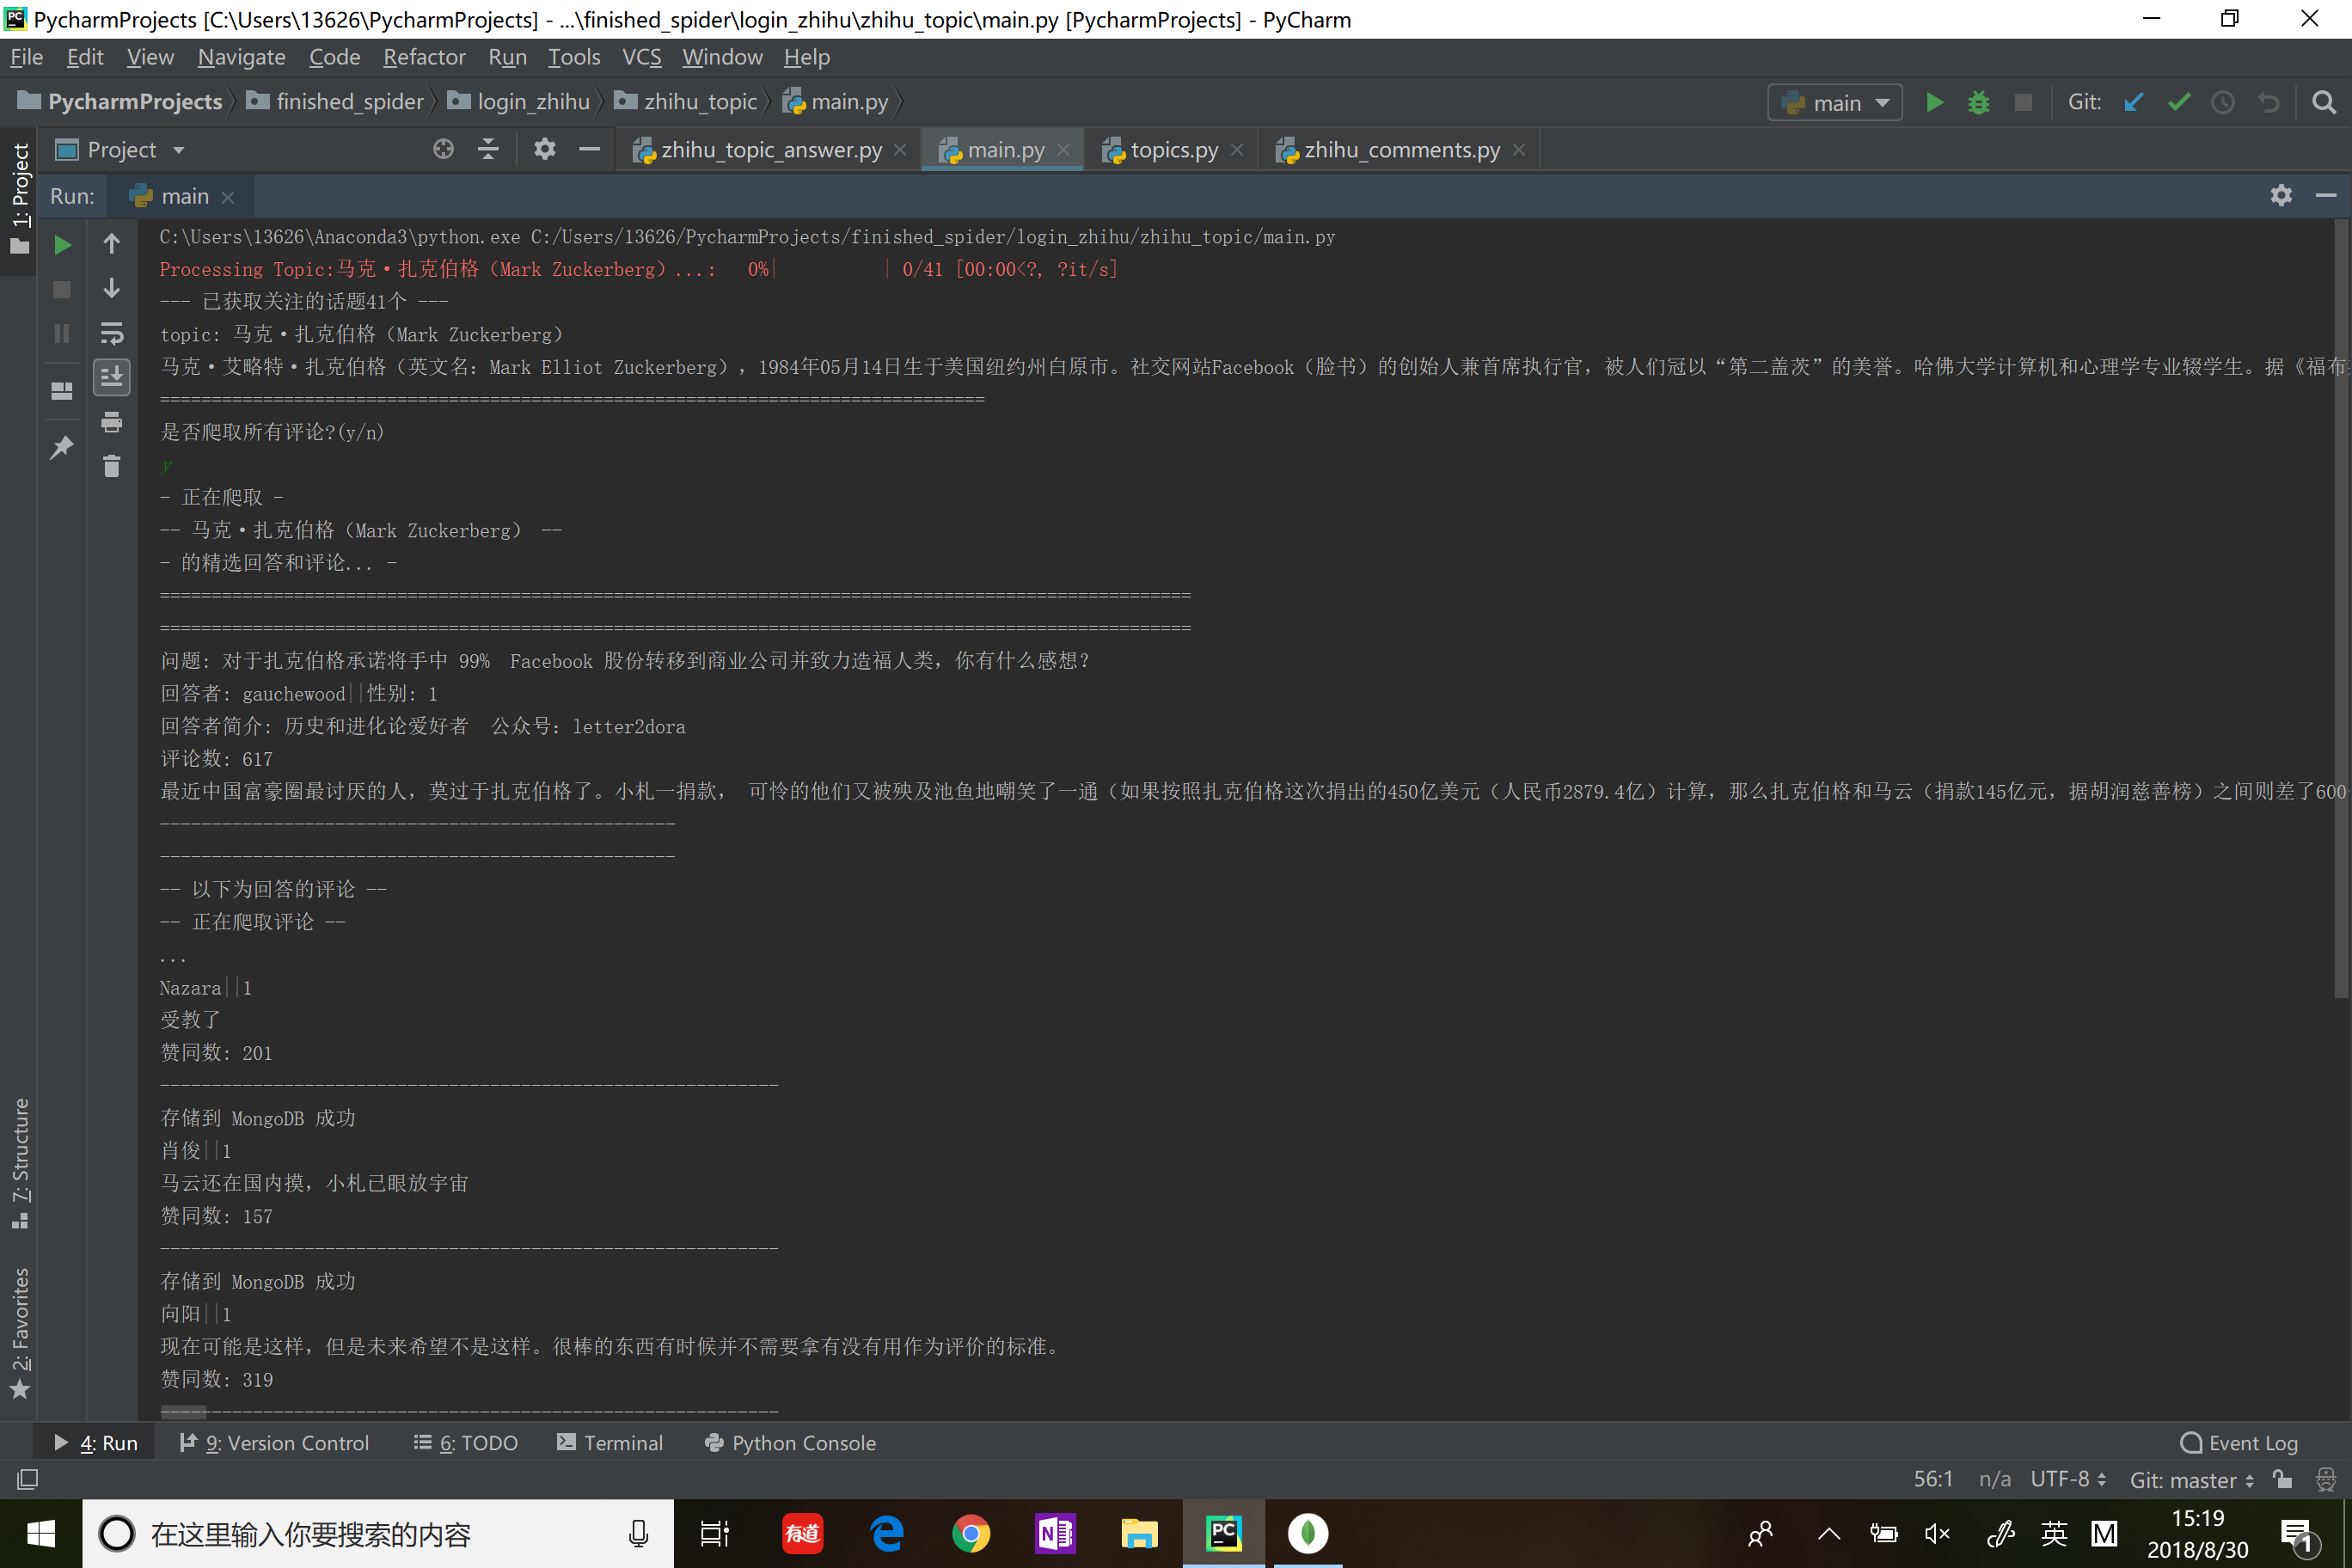 PycharmProjects [C:\Users\13626\PycharmProjects] - ...\finished_spider\login_zhihu\zhihu_topic\main.py [PycharmProjects] - PyCharm
File Edit View Navigate Code Refactor Run Tools VCS Window Help
PycharmProjects finished_spider login_zhihu zhihu_topic main.py main Git:
Project zhihu_topic_answer.py main.py topics.py zhihu_comments.py
1: Project
Run: main
C:\Users\13626\Anaconda3\python.exe C:/Users/13626/PycharmProjects/finished_spider/login_zhihu/zhihu_topic/main.py
Processing Topic:马克·扎克伯格（Mark Zuckerberg）...:   0%|          | 0/41 [00:00<?, ?it/s]
--- 已获取关注的话题41个 ---
topic: 马克·扎克伯格（Mark Zuckerberg）
马克·艾略特·扎克伯格（英文名：Mark Elliot Zuckerberg），1984年05月14日生于美国纽约州白原市。社交网站Facebook（脸书）的创始人兼首席执行官，被人们冠以“第二盖茨”的美誉。哈佛大学计算机和心理学专业辍学生。据《福布
================================================================================
是否爬取所有评论?(y/n)
y
- 正在爬取 -
-- 马克·扎克伯格（Mark Zuckerberg） --
- 的精选回答和评论... -
====================================================================================================
====================================================================================================
问题: 对于扎克伯格承诺将手中 99%  Facebook 股份转移到商业公司并致力造福人类，你有什么感想？
回答者: gauchewood||性别: 1
回答者简介: 历史和进化论爱好者  公众号：letter2dora
评论数: 617
最近中国富豪圈最讨厌的人，莫过于扎克伯格了。小札一捐款， 可怜的他们又被殃及池鱼地嘲笑了一通（如果按照扎克伯格这次捐出的450亿美元（人民币2879.4亿）计算，那么扎克伯格和马云（捐款145亿元，据胡润慈善榜）之间则差了600
--------------------------------------------------
--------------------------------------------------
-- 以下为回答的评论 --
-- 正在爬取评论 --
...
Nazara||1
受教了
赞同数: 201
------------------------------------------------------------
存储到 MongoDB 成功
肖俊||1
马云还在国内摸，小札已眼放宇宙
赞同数: 157
------------------------------------------------------------
存储到 MongoDB 成功
向阳||1
现在可能是这样，但是未来希望不是这样。很棒的东西有时候并不需要拿有没有用作为评价的标准。
赞同数: 319
------------------------------------------------------------
7: Structure
2: Favorites
4: Run 9: Version Control 6: TODO Terminal Python Console Event Log
56:1 n/a UTF-8 Git: master
在这里输入你要搜索的内容 有道 N PC 英 M 15:19
2018/8/30 1